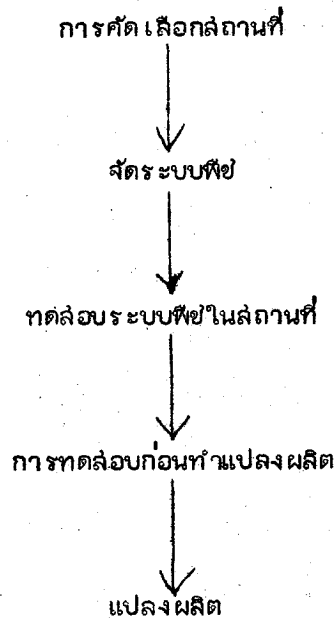 การคัดเลือกสถานที่
จัดระบบพืช
ทดสอบระบบพืชในสถานที่
การทดสอบก่อนทำแปลงผลิต
แปลงผลิต